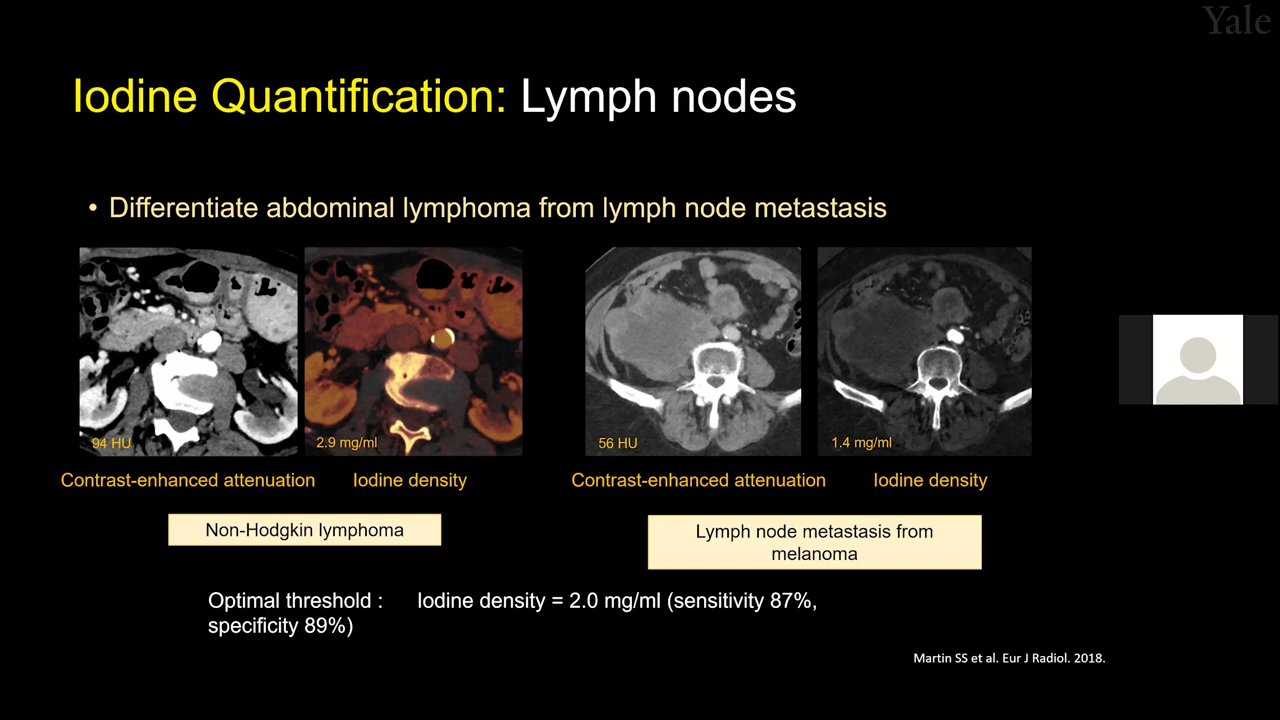 Yale
Iodine Quantification: Lymph nodes
• Differentiate abdominal lymphoma from lymph node metastasis
94 HU
2.9 mg/ml
56 HU
1.4 mg/ml
Contrast-enhanced attenuation
Iodine density
Contrast-enhanced attenuation
Iodine density
Non-Hodgkin lymphoma
Lymph node metastasis from
melanoma
Optimal threshold : Iodine density = 2.0 mg/ml (sensitivity 87%,
specificity 89%)
Martin SS et al. Eur J Radiol. 2018.